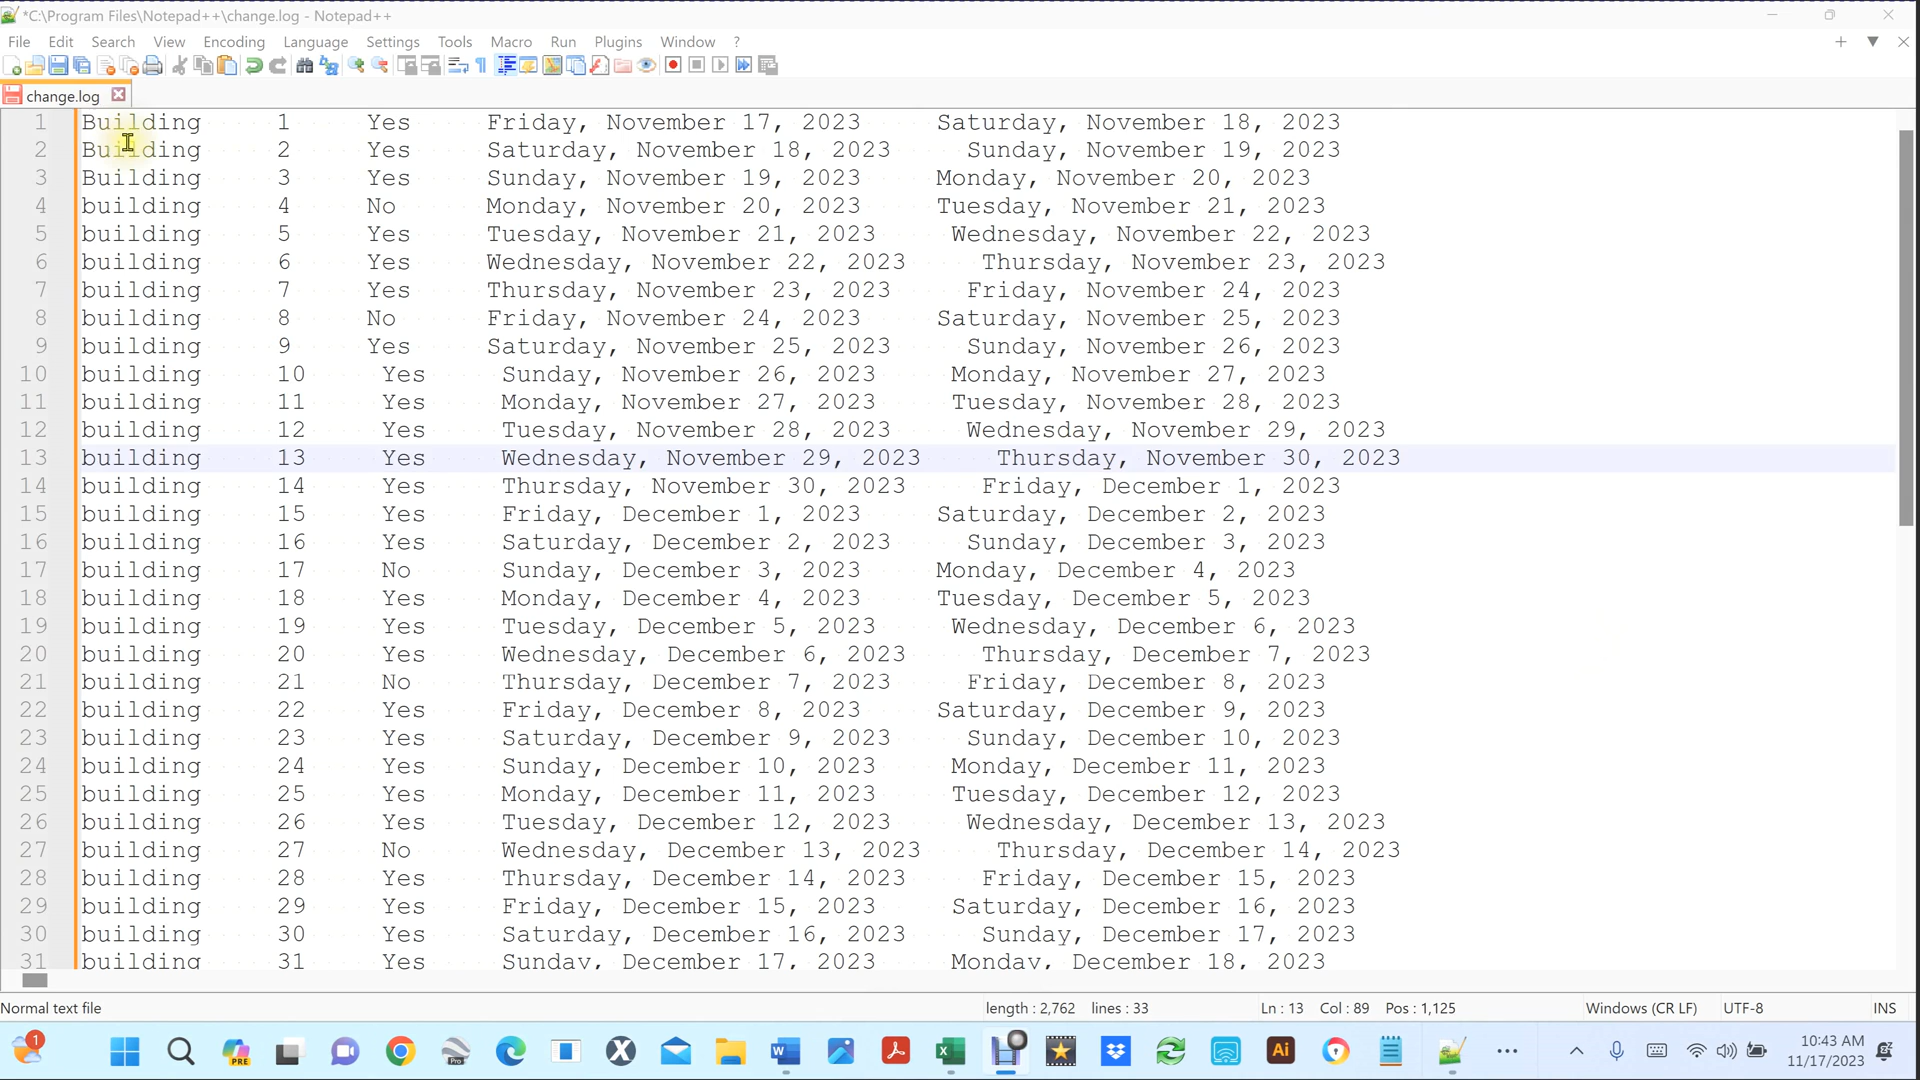 *C:\Program Files\Notepad++\change.log - Notepad++
File Edit Search View Encoding Language Settings Tools Macro Run Plugins Window ?
change.log
1 Building 1 Yes Friday, November 17, 2023 Saturday, November 18, 2023
2 Building 2 Yes Saturday, November 18, 2023 Sunday, November 19, 2023
3 Building 3 Yes Sunday, November 19, 2023 Monday, November 20, 2023
4 building 4 No Monday, November 20, 2023 Tuesday, November 21, 2023
5 building 5 Yes Tuesday, November 21, 2023 Wednesday, November 22, 2023
6 building 6 Yes Wednesday, November 22, 2023 Thursday, November 23, 2023
7 building 7 Yes Thursday, November 23, 2023 Friday, November 24, 2023
8 building 8 No Friday, November 24, 2023 Saturday, November 25, 2023
9 building 9 Yes Saturday, November 25, 2023 Sunday, November 26, 2023
10 building 10 Yes Sunday, November 26, 2023 Monday, November 27, 2023
11 building 11 Yes Monday, November 27, 2023 Tuesday, November 28, 2023
12 building 12 Yes Tuesday, November 28, 2023 Wednesday, November 29, 2023
13 building 13 Yes Wednesday, November 29, 2023 Thursday, November 30, 2023
14 building 14 Yes Thursday, November 30, 2023 Friday, December 1, 2023
15 building 15 Yes Friday, December 1, 2023 Saturday, December 2, 2023
16 building 16 Yes Saturday, December 2, 2023 Sunday, December 3, 2023
17 building 17 No Sunday, December 3, 2023 Monday, December 4, 2023
18 building 18 Yes Monday, December 4, 2023 Tuesday, December 5, 2023
19 building 19 Yes Tuesday, December 5, 2023 Wednesday, December 6, 2023
20 building 20 Yes Wednesday, December 6, 2023 Thursday, December 7, 2023
21 building 21 No Thursday, December 7, 2023 Friday, December 8, 2023
22 building 22 Yes Friday, December 8, 2023 Saturday, December 9, 2023
23 building 23 Yes Saturday, December 9, 2023 Sunday, December 10, 2023
24 building 24 Yes Sunday, December 10, 2023 Monday, December 11, 2023
25 building 25 Yes Monday, December 11, 2023 Tuesday, December 12, 2023
26 building 26 Yes Tuesday, December 12, 2023 Wednesday, December 13, 2023
27 building 27 No Wednesday, December 13, 2023 Thursday, December 14, 2023
28 building 28 Yes Thursday, December 14, 2023 Friday, December 15, 2023
29 building 29 Yes Friday, December 15, 2023 Saturday, December 16, 2023
30 building 30 Yes Saturday, December 16, 2023 Sunday, December 17, 2023
31 building 31 Yes Sunday, December 17, 2023 Monday, December 18, 2023
Normal text file length : 2,762 lines : 33 Ln : 13 Col : 89 Pos : 1,125 Windows (CR LF) UTF-8 INS
1
PRE
Ai
10:43 AM
11/17/2023